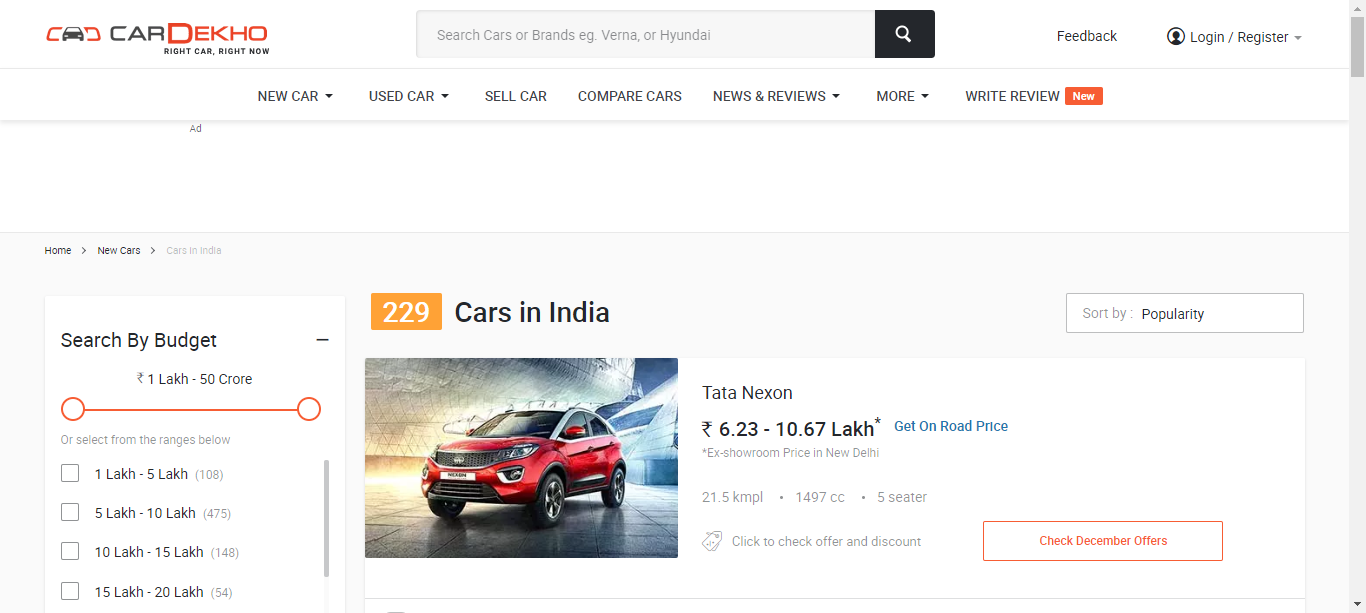 CARDEKHO
RIGHT CAR, RIGHT NOW
Search Cars or Brands eg. Verna, or Hyundai
Feedback
Login / Register
NEW CAR
USED CAR
SELL CAR
COMPARE CARS
NEWS & REVIEWS
MORE
WRITE REVIEW New
Ad
Home > New Cars > Cars In India
Search By Budget
₹ 1 Lakh - 50 Crore
Or select from the ranges below
1 Lakh - 5 Lakh (108)
5 Lakh - 10 Lakh (475)
10 Lakh - 15 Lakh (148)
15 Lakh - 20 Lakh (54)
229 Cars in India
Sort by : Popularity
NEXON
Tata Nexon
₹ 6.23 - 10.67 Lakh* Get On Road Price
*Ex-showroom Price in New Delhi
21.5 kmpl • 1497 cc • 5 seater
Click to check offer and discount
Check December Offers